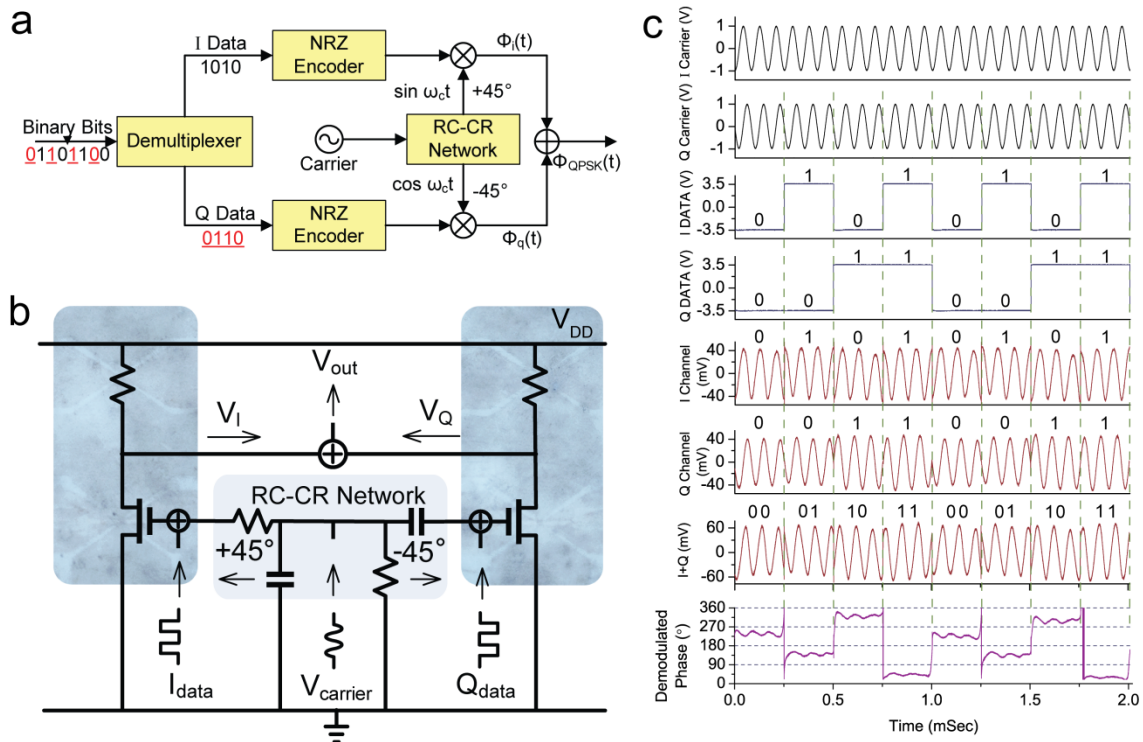 a
I Data
1010
NRZ
Encoder
Φi(t)
sin ωct
+45°
Binary Bits
01101100
Demultiplexer
Carrier
RC-CR
Network
ΦQPSK(t)
cos ωct
-45°
Q Data
0110
NRZ
Encoder
Φq(t)
b
VDD
Vout
VI
VQ
RC-CR Network
+45°
-45°
Idata
Vcarrier
Qdata
c
I Carrier (V)
1
0
-1
Q Carrier (V)
1
0
-1
I DATA (V)
3.5
0.0
-3.5
0 1 0 1 0 1 0 1
Q DATA (V)
3.5
0.0
-3.5
0 0 1 1 0 0 1 1
I Channel
(mV)
40
0
-40
0 1 0 1 0 1 0 1
Q Channel
(mV)
40
0
-40
0 0 1 1 0 0 1 1
I+Q (mV)
60
0
-60
00 01 10 11 00 01 10 11
Demodulated
Phase (°)
360
270
180
90
0
0.0 0.5 1.0 1.5 2.0
Time (mSec)